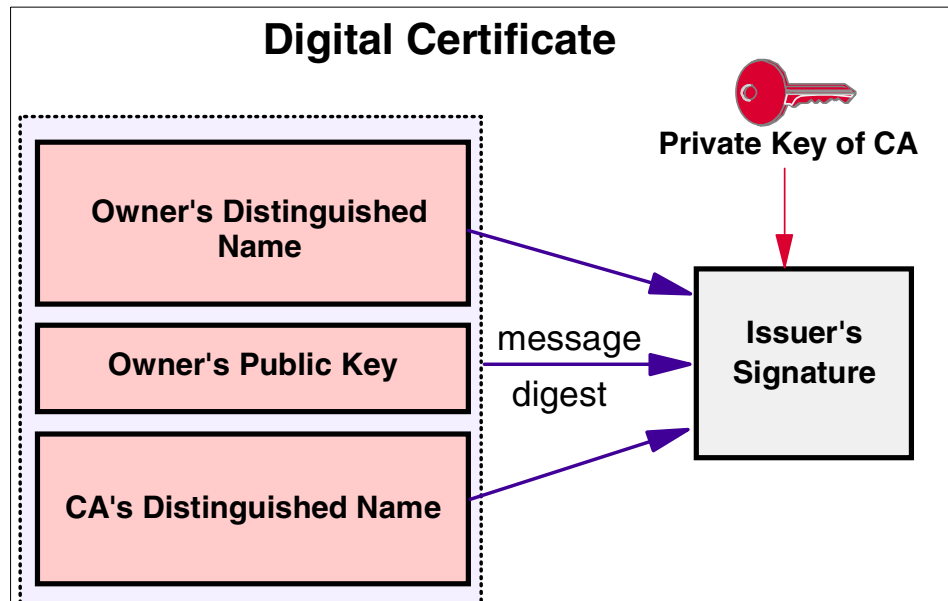 Digital Certificate
Private Key of CA
Owner's Distinguished
Name
Owner's Public Key
CA's Distinguished Name
message
digest
Issuer's
Signature